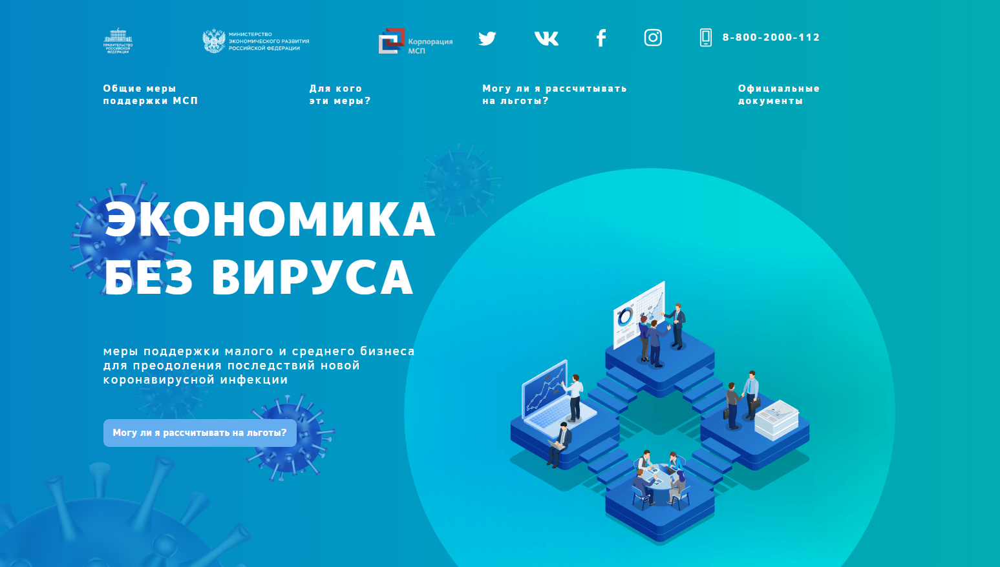 ПРАВИТЕЛЬСТВО
РОССИЙСКОЙ
ФЕДЕРАЦИИ
МИНИСТЕРСТВО
ЭКОНОМИЧЕСКОГО РАЗВИТИЯ
РОССИЙСКОЙ ФЕДЕРАЦИИ
Корпорация
МСП
8-800-2000-112
Общие меры
поддержки МСП
Для кого
эти меры?
Могу ли я рассчитывать
на льготы?
Официальные
документы
ЭКОНОМИКА
БЕЗ ВИРУСА
меры поддержки малого и среднего бизнеса
для преодоления последствий новой
коронавирусной инфекции
Могу ли я рассчитывать на льготы?